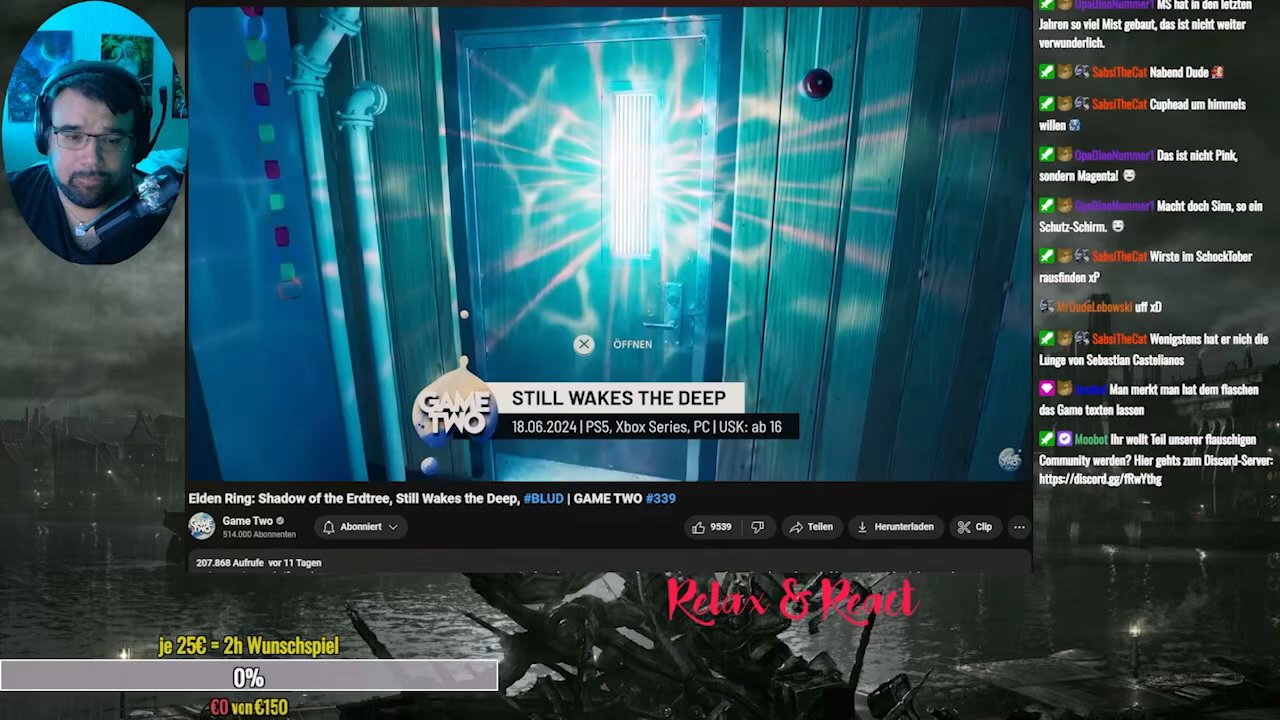 ÖFFNEN
GAME
TWO
STILL WAKES THE DEEP
18.06.2024 | PS5, Xbox Series, PC | USK: ab 16
Elden Ring: Shadow of the Erdtree, Still Wakes the Deep, #BLUD | GAME TWO #339
Game Two
514.000 Abonnenten
Abonniert
9539
Teilen
Herunterladen
Clip
207.868 Aufrufe vor 11 Tagen
Relax & React
je 25€ = 2h Wunschspiel
0%
€0 von €150
OpaDinoNummer1 MS hat in den letzten
Jahren so viel Mist gebaut, das ist nicht weiter
verwunderlich.
SabsiTheCat Nabend Dude
SabsiTheCat Cuphead um himmels
willen
OpaDinoNummer1 Das ist nicht Pink,
sondern Magenta!
OpaDinoNummer1 Macht doch Sinn, so ein
Schutz-Schirm.
SabsiTheCat Wirste im SchockTober
rausfinden xP
MrDudeLebowski uff xD
SabsiTheCat Wenigstens hat er nich die
Lunge von Sebastian Castellanos
Man merkt man hat dem flaschen
das Game texten lassen
Moobot Ihr wollt Teil unserer flauschigen
Community werden? Hier gehts zum Discord-Server:
https://discord.gg/fRwYthg